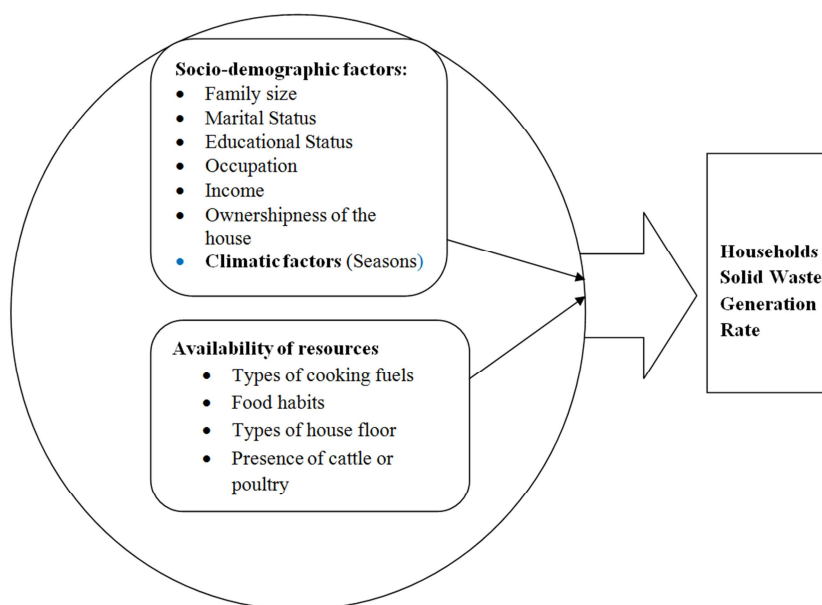 Socio-demographic factors:
• Family size
• Marital Status
• Educational Status
• Occupation
• Income
• Ownershipness of the
house
• Climatic factors (Seasons)
Availability of resources
• Types of cooking fuels
• Food habits
• Types of house floor
• Presence of cattle or
poultry
Households
Solid Waste
Generation
Rate